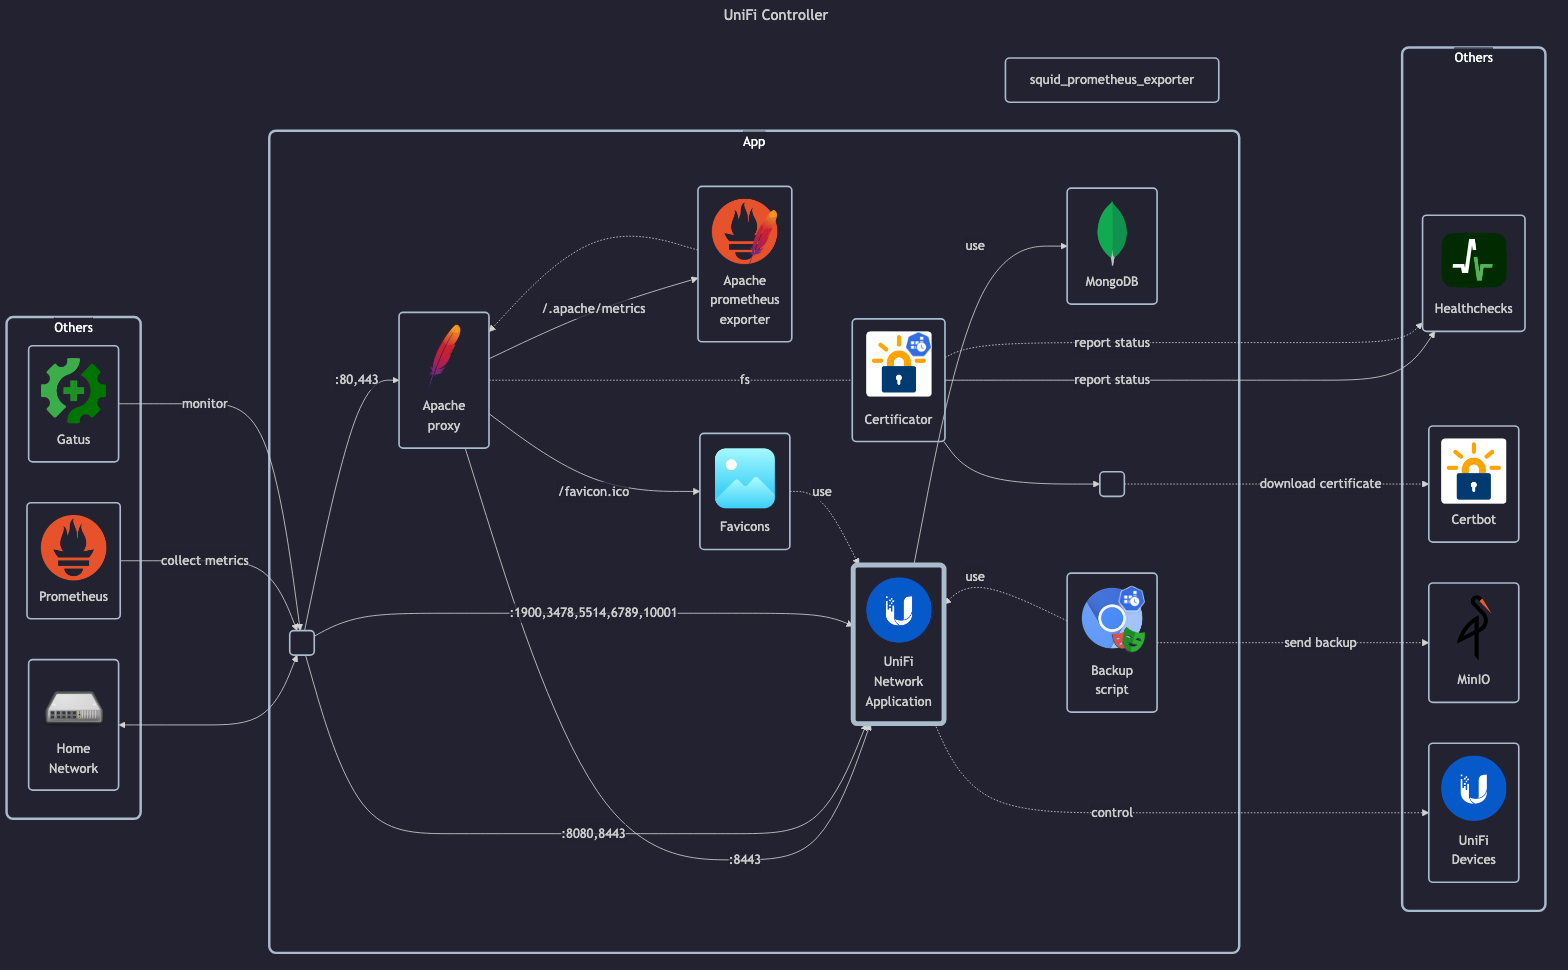 UniFi Controller
squid_prometheus_exporter
Others
Gatus
Prometheus
Home
Network
monitor
collect metrics
App
:80,443
Apache
proxy
/.apache/metrics
Apache
prometheus
exporter
fs
/favicon.ico
Favicons
use
:1900,3478,5514,6789,10001
:8080,8443
:8443
Certificator
UniFi
Network
Application
use
MongoDB
use
Backup
script
report status
report status
download certificate
send backup
control
Others
Healthchecks
Certbot
MinIO
UniFi
Devices